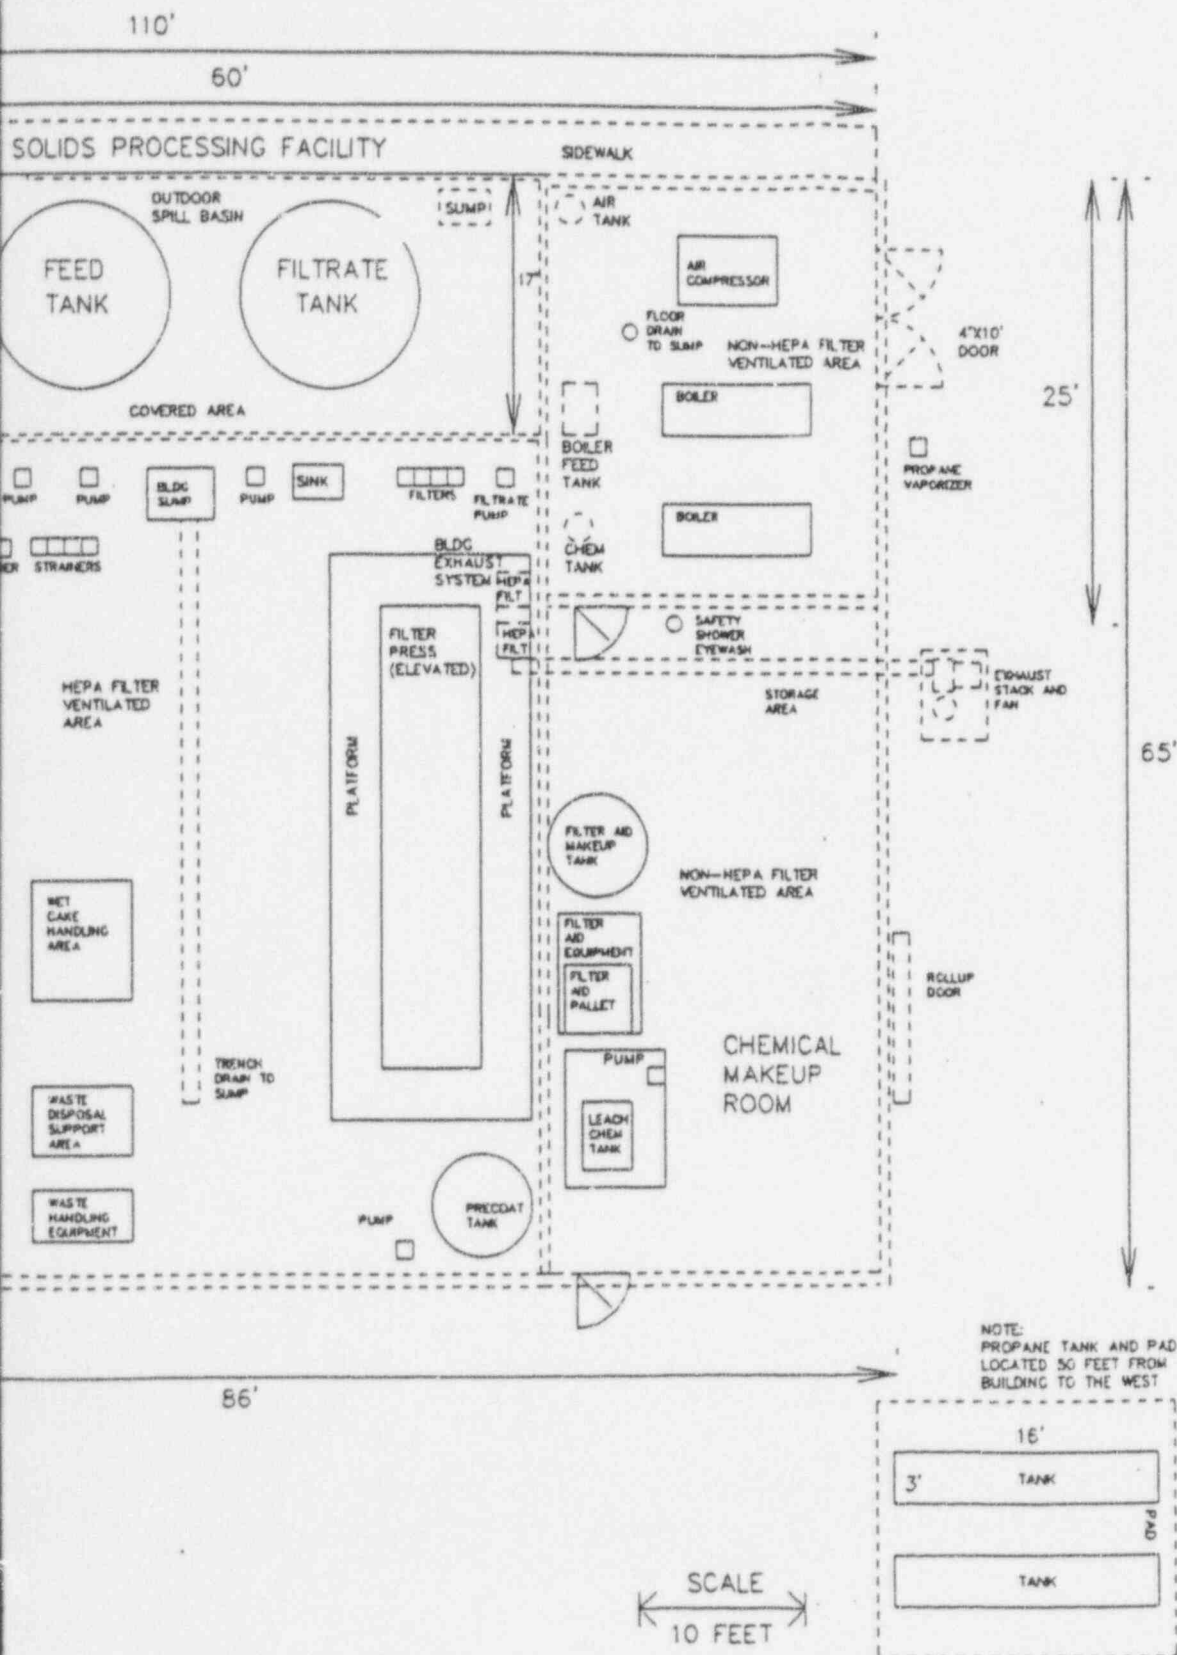 110'
60'
SOLIDS PROCESSING FACILITY
SIDEWALK
OUTDOOR
SPILL BASIN
SUMP
AIR
TANK
FEED
TANK
FILTRATE
TANK
17'
AIR
COMPRESSOR
FLOOR
DRAIN
TO SUMP
NON-HEPA FILTER
VENTILATED AREA
4'X10'
DOOR
25'
COVERED AREA
BOILER
BOILER
FEED
TANK
PROPANE
VAPORIZER
PUMP
PUMP
BLDG
SUMP
PUMP
SINK
FILTERS
FILTRATE
PUMP
BOILER
CHEM
TANK
STRAINERS
BLDG
EXHAUST
SYSTEM
HEPA
FILT
HEPA
FILT
FILTER
PRESS
(ELEVATED)
SAFETY
SHOWER
EYEWASH
STORAGE
AREA
EXHAUST
STACK AND
FAN
HEPA FILTER
VENTILATED
AREA
65'
PLATFORM
PLATFORM
FILTER AID
MAKEUP
TANK
NON-HEPA FILTER
VENTILATED AREA
WET
CAKE
HANDLING
AREA
FILTER
AID
EQUIPMENT
FILTER
AID
PALLET
ROLLUP
DOOR
CHEMICAL
MAKEUP
ROOM
TRENCH
DRAIN TO
SUMP
PUMP
LEACH
CHEM
TANK
WASTE
DISPOSAL
SUPPORT
AREA
WASTE
HANDLING
EQUIPMENT
PUMP
PRECOAT
TANK
NOTE:
PROPANE TANK AND PAD
LOCATED 50 FEET FROM
BUILDING TO THE WEST
86'
16'
3'
TANK
PAD
TANK
SCALE
10 FEET